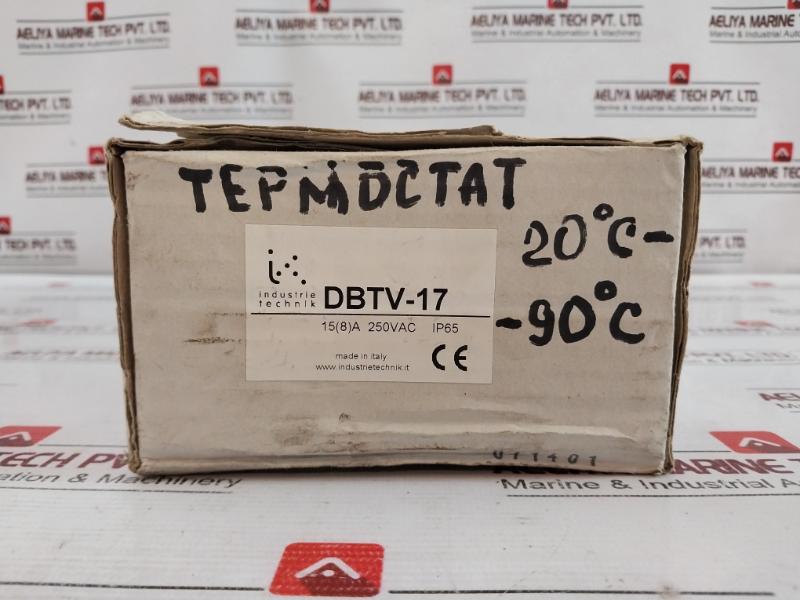 ТЕРМОСТАТ
20°C-
-90°C
industrie
technik
DBTV-17
15(8)A 250VAC IP65
made in italy
www.industrietechnik.it
CE
011401
AELIYA MARINE TECH PVT. LTD.
Marine & Industrial Automation & Machinery